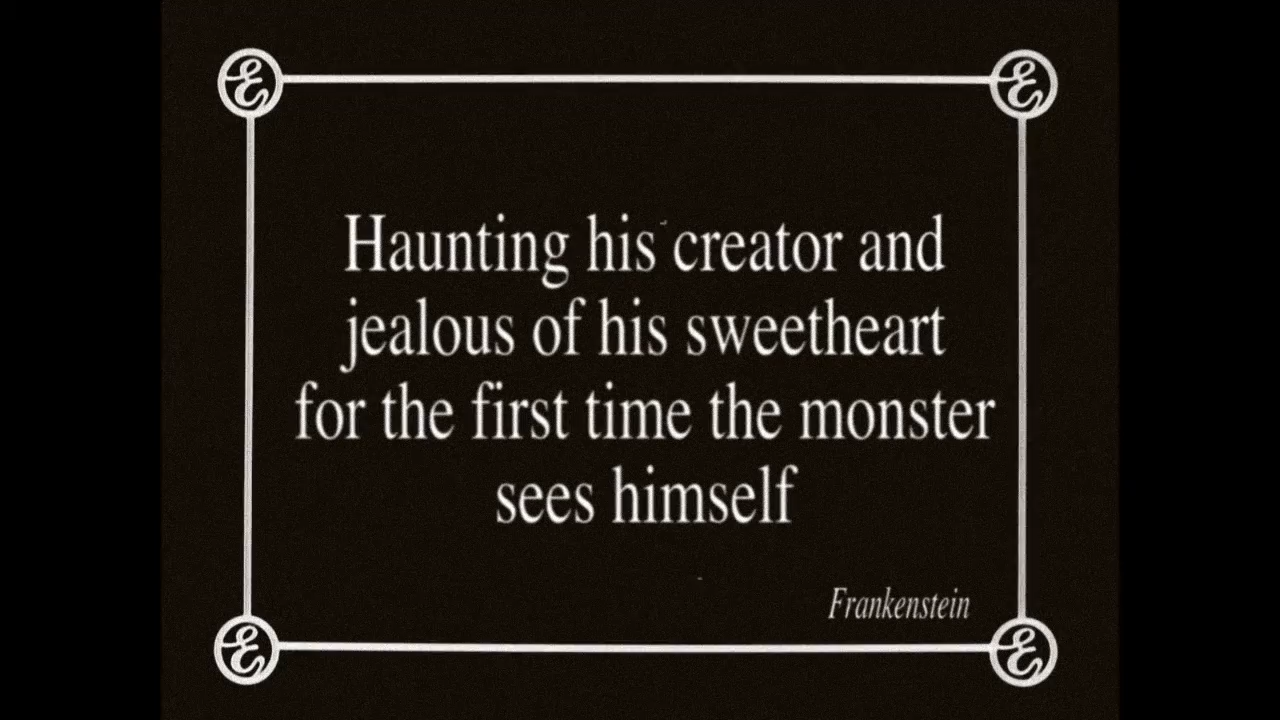 Haunting his creator and
jealous of his sweetheart
for the first time the monster
sees himself
Frankenstein